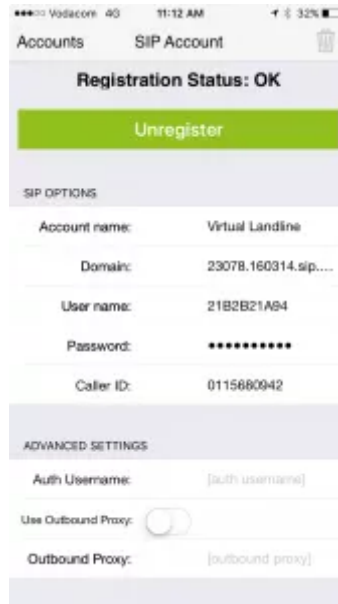 Vodacom 4G 11:12 AM 32%
Accounts SIP Account
Registration Status: OK
Unregister
SIP OPTIONS
Account name: Virtual Landline
Domain: 23078.160314.sip....
User name: 21B2B21A94
Password: ••••••••••
Caller ID: 0115680942
ADVANCED SETTINGS
Auth Username: [auth username]
Use Outbound Proxy:
Outbound Proxy: [outbound proxy]